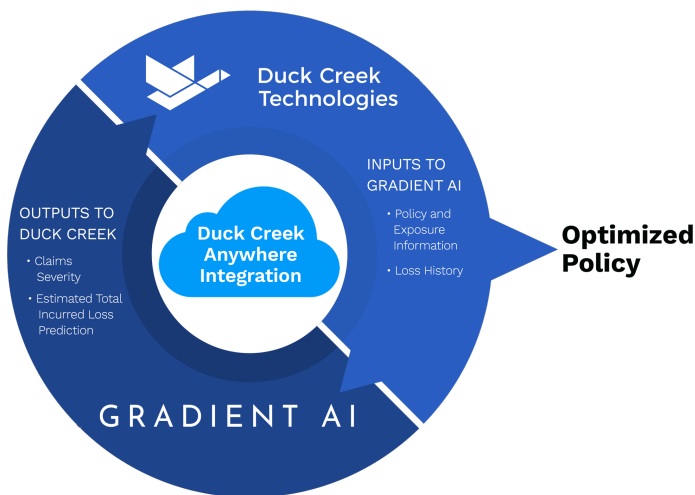 Duck Creek
Technologies
INPUTS TO
GRADIENT AI
• Policy and
Exposure
Information
• Loss History
OUTPUTS TO
DUCK CREEK
• Claims
Severity
• Estimated Total
Incurred Loss
Prediction
Duck Creek
Anywhere
Integration
Optimized
Policy
GRADIENT AI